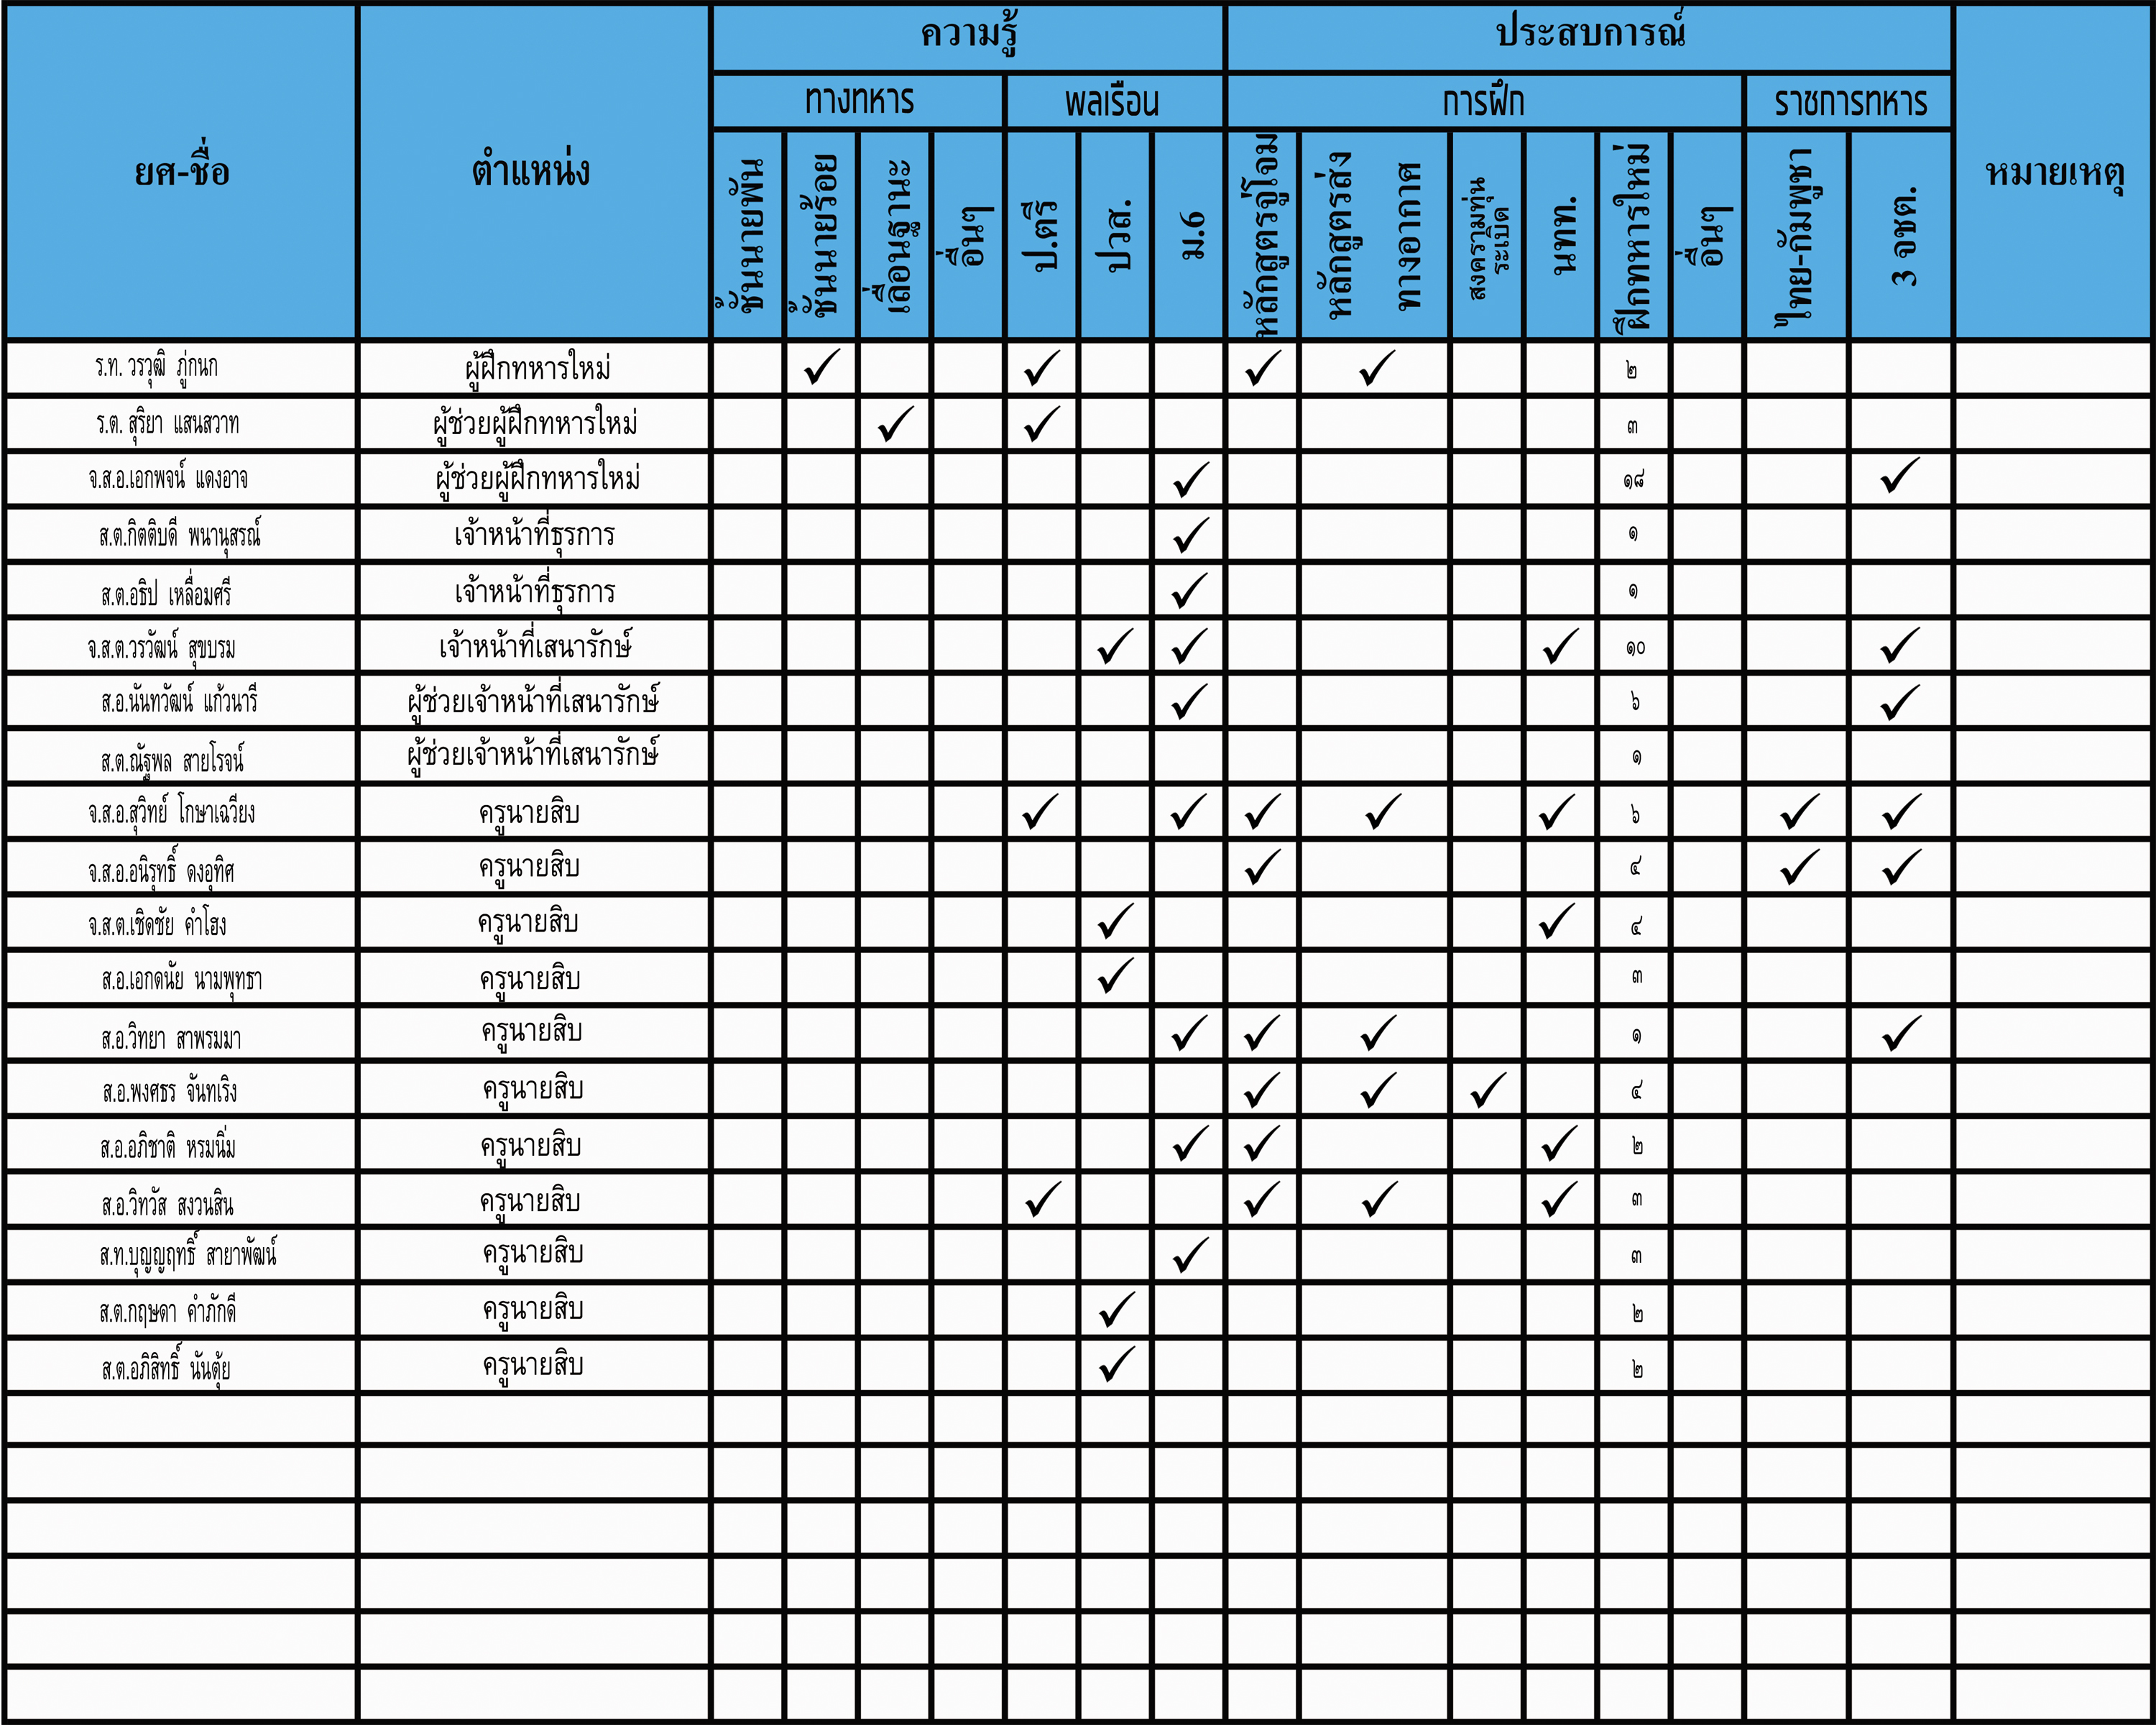 ยศ-ชื่อ
ตำแหน่ง
ความรู้
ประสบการณ์
หมายเหตุ
ทางทหาร
พลเรือน
การฝึก
ราชการทหาร
ชั้นนายพัน
ชั้นนายร้อย
เลื่อนฐานะ
อื่นๆ
ป.ตรี
ปวส.
ม.6
หลักสูตรจู่โจม
หลักสูตรส่ง
ทางอากาศ
สงครามทุ่น
ระเบิด
นทท.
ฝึกทหารใหม่
อื่นๆ
ไทย-กัมพูชา
3 จชต.
ร.ท. วรวุฒิ ภู่กนก ผู้ฝึกทหารใหม่ ✓ ✓ ✓ ✓ ๒
ร.ต. สุริยา แสนสวาท ผู้ช่วยผู้ฝึกทหารใหม่ ✓ ✓ ๓
จ.ส.อ.เอกพจน์ แดงอาจ ผู้ช่วยผู้ฝึกทหารใหม่ ✓ ๑๘ ✓
ส.ต.กิตติบดี พนานุสรณ์ เจ้าหน้าที่ธุรการ ✓ ๑
ส.ต.อธิป เหลื่อมศรี เจ้าหน้าที่ธุรการ ✓ ๑
จ.ส.ต.วรวัฒน์ สุขบรม เจ้าหน้าที่เสนารักษ์ ✓ ✓ ✓ ๑๐ ✓
ส.อ.นันทวัฒน์ แก้วนารี ผู้ช่วยเจ้าหน้าที่เสนารักษ์ ✓ ๖ ✓
ส.ต.ณัฐพล สายโรจน์ ผู้ช่วยเจ้าหน้าที่เสนารักษ์ ๑
จ.ส.อ.สุวิทย์ โกษาเฉวียง ครูนายสิบ ✓ ✓ ✓ ✓ ✓ ๖ ✓ ✓
จ.ส.อ.อนิรุทธิ์ ดงอุทิศ ครูนายสิบ ✓ ๔ ✓ ✓
จ.ส.ต.เชิดชัย คำโฮง ครูนายสิบ ✓ ✓ ๔
ส.อ.เอกดนัย นามพุทธา ครูนายสิบ ✓ ๓
ส.อ.วิทยา สาพรมมา ครูนายสิบ ✓ ✓ ✓ ๑ ✓
ส.อ.พงศธร จันทเริง ครูนายสิบ ✓ ✓ ✓ ๔
ส.อ.อภิชาติ หรมนิ่ม ครูนายสิบ ✓ ✓ ✓ ๒
ส.อ.วิทวัส สงวนสิน ครูนายสิบ ✓ ✓ ✓ ✓ ๓
ส.ท.บุญญฤทธิ์ สายาพัฒน์ ครูนายสิบ ✓ ๓
ส.ต.กฤษดา คำภักดี ครูนายสิบ ✓ ๒
ส.ต.อภิสิทธิ์ นันตุ้ย ครูนายสิบ ✓ ๒